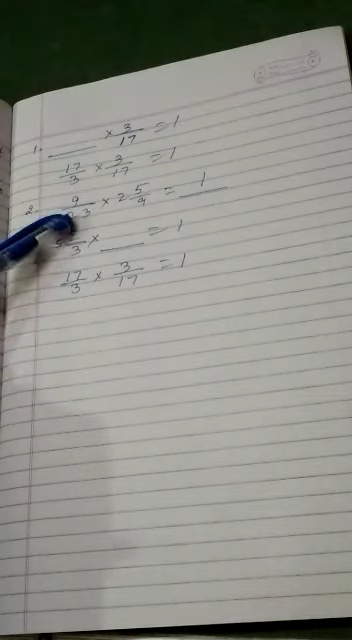 1. ____ × 3/17 = 1
17/3 × 3/17 = 1
2. 9/23 × 2 5/9 = 1
5 /3 × ____ = 1
17/3 × 3/17 = 1